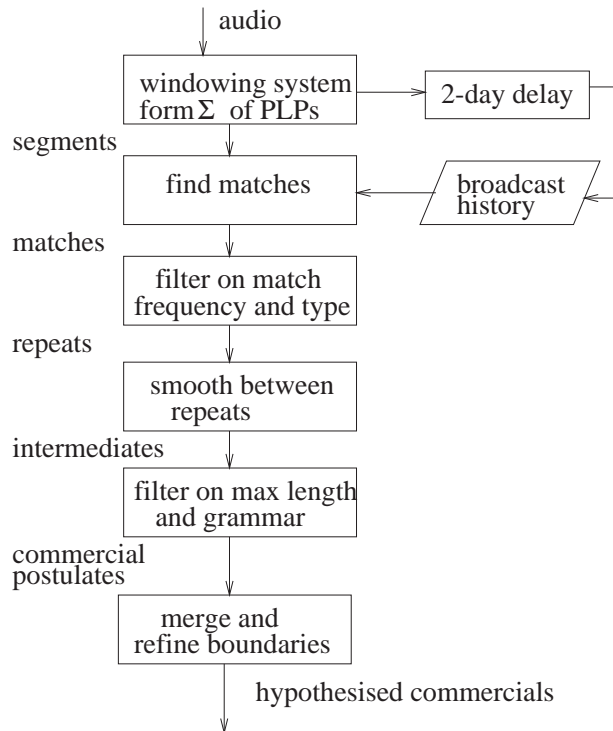 audio
windowing system
form Σ of PLPs
2-day delay
segments
find matches
broadcast
history
matches
filter on match
frequency and type
repeats
smooth between
repeats
intermediates
filter on max length
and grammar
commercial
postulates
merge and
refine boundaries
hypothesised commercials